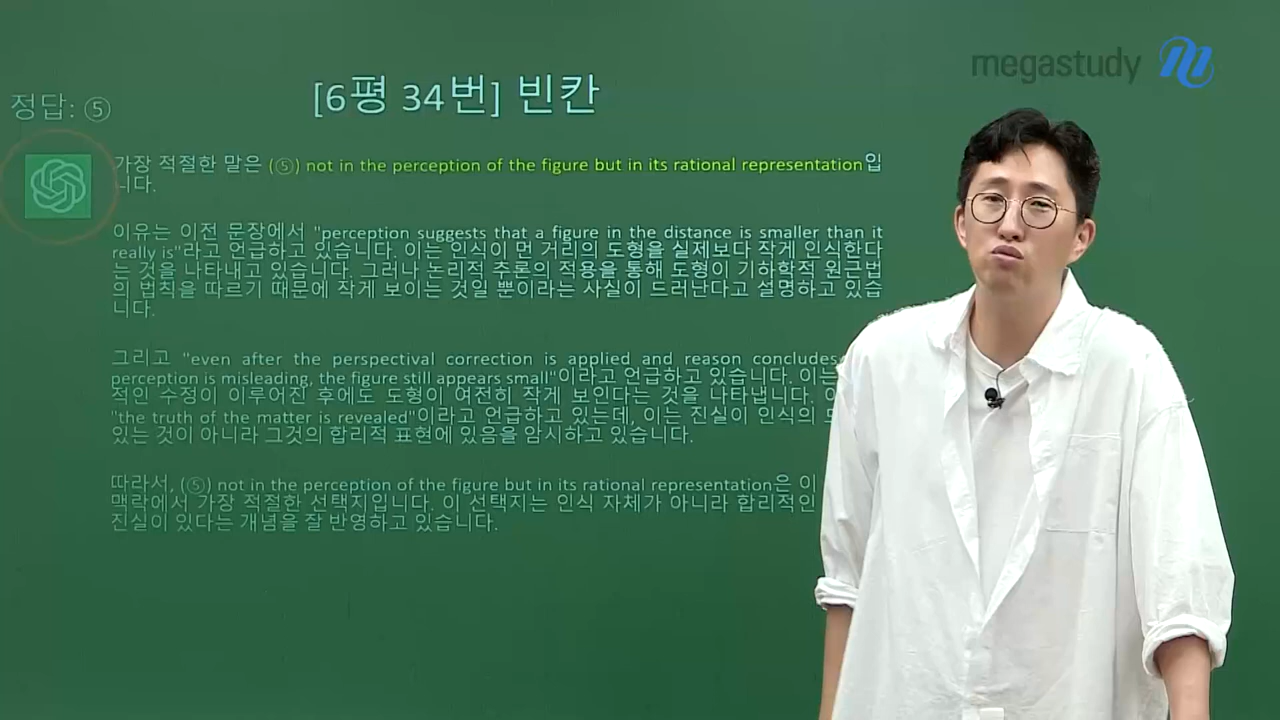 megastudy
[6평 34번] 빈칸
정답: ⑤
가장 적절한 말은 (⑤) not in the perception of the figure but in its rational representation입
니다.
이유는 이전 문장에서 "perception suggests that a figure in the distance is smaller than it
really is"라고 언급하고 있습니다. 이는 인식이 먼 거리의 도형을 실제보다 작게 인식한다
는 것을 나타내고 있습니다. 그러나 논리적 추론의 적용을 통해 도형이 기하학적 원근법
의 법칙을 따르기 때문에 작게 보이는 것일 뿐이라는 사실이 드러난다고 설명하고 있습
니다.
그리고 "even after the perspectival correction is applied and reason concludes
perception is misleading, the figure still appears small"이라고 언급하고 있습니다. 이는
적인 수정이 이루어진 후에도 도형이 여전히 작게 보인다는 것을 나타냅니다.
"the truth of the matter is revealed"이라고 언급하고 있는데, 이는 진실이 인식의
있는 것이 아니라 그것의 합리적 표현에 있음을 암시하고 있습니다.
따라서, (⑤) not in the perception of the figure but in its rational representation은 이
맥락에서 가장 적절한 선택지입니다. 이 선택지는 인식 자체가 아니라 합리적인
진실이 있다는 개념을 잘 반영하고 있습니다.